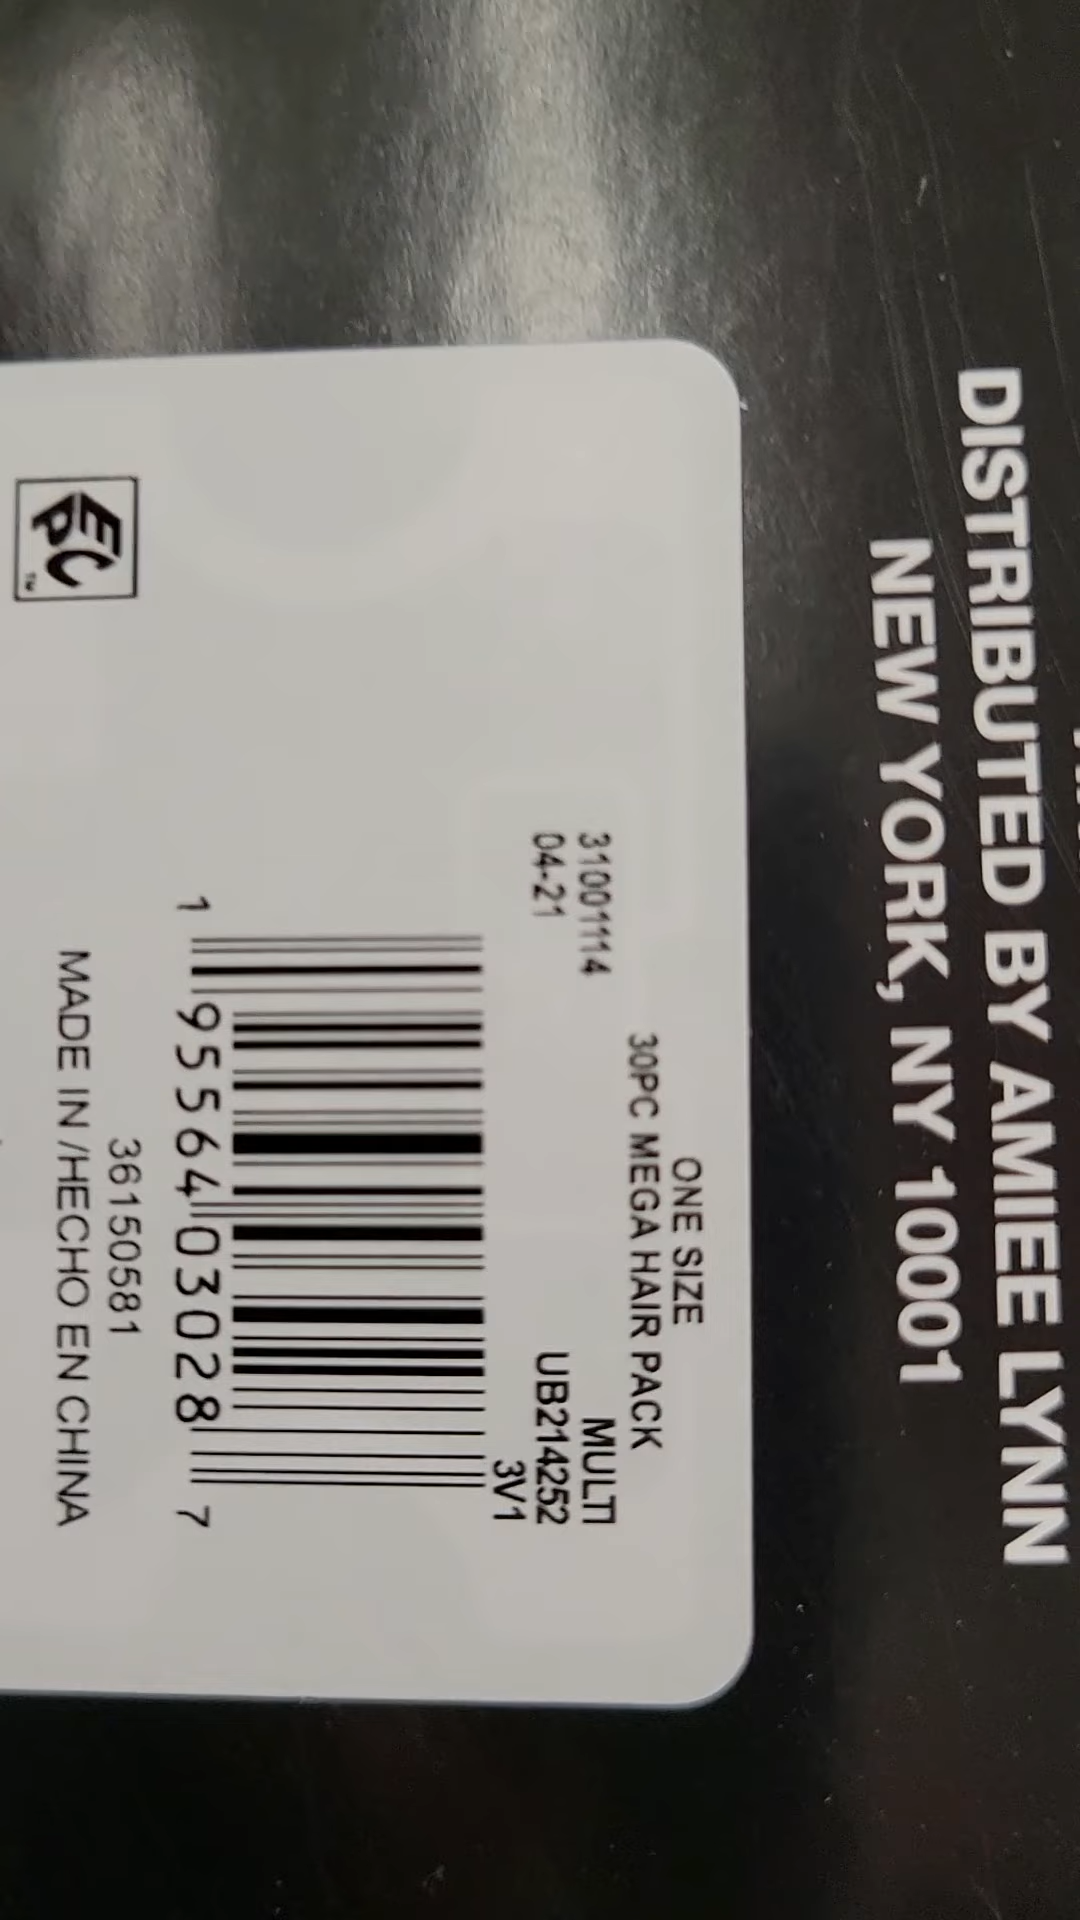 DISTRIBUTED BY AMIEE LYNN
NEW YORK, NY 10001
ONE SIZE
30PC MEGA HAIR PACK
31001114
MULTI
04-21
UB214252
3V1
1 95564 03028 7
36150581
MADE IN /HECHO EN CHINA
EPC
TM